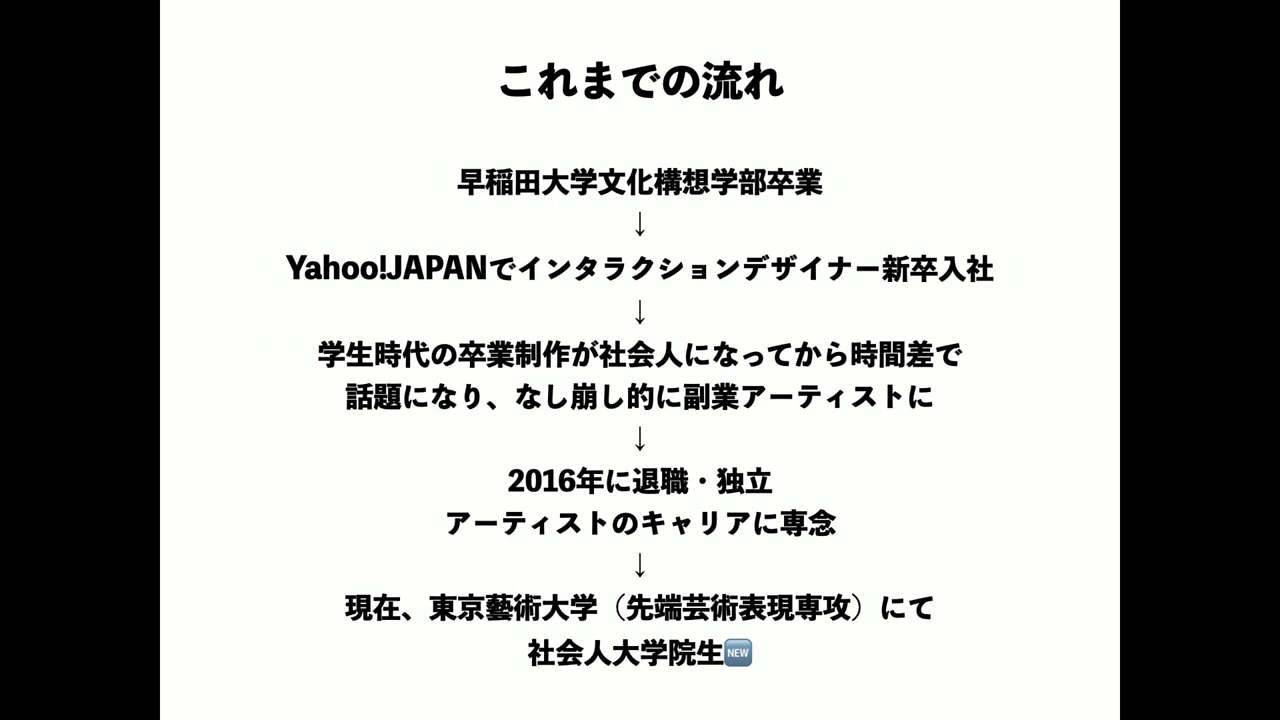 これまでの流れ
早稲田大学文化構想学部卒業
↓
Yahoo!JAPANでインタラクションデザイナー新卒入社
↓
学生時代の卒業制作が社会人になってから時間差で
話題になり、なし崩し的に副業アーティストに
↓
2016年に退職・独立
アーティストのキャリアに専念
↓
現在、東京藝術大学（先端芸術表現専攻）にて
社会人大学院生🆕